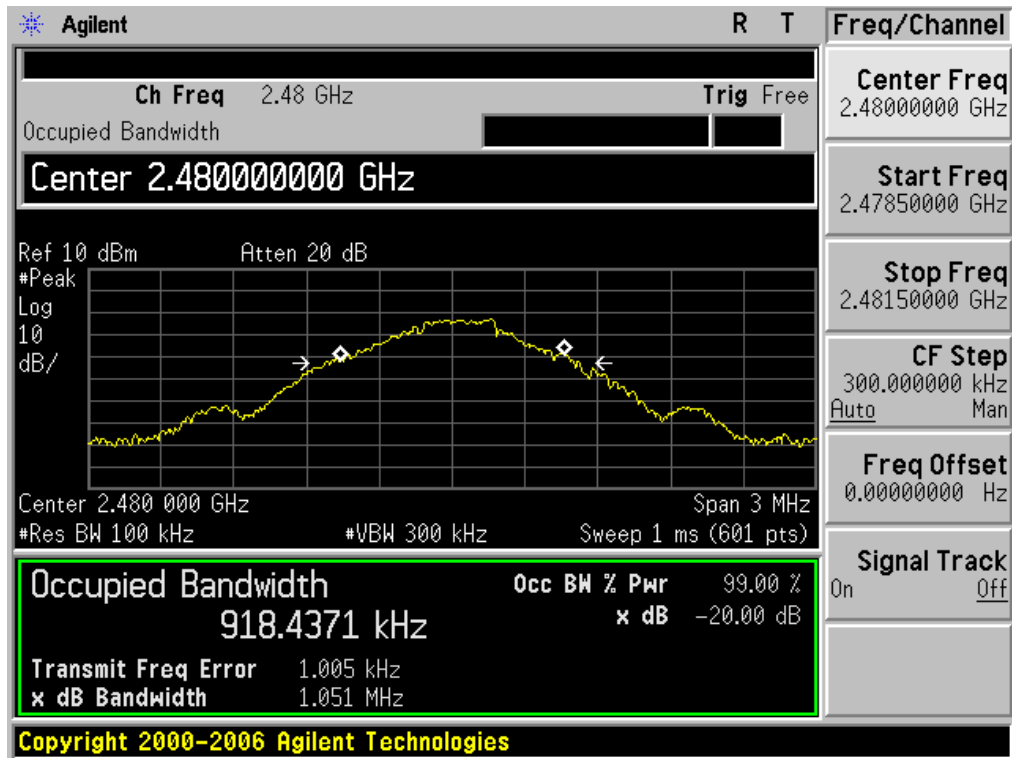 Agilent R T
Ch Freq 2.48 GHz Trig Free
Occupied Bandwidth
Center 2.480000000 GHz
Ref 10 dBm Atten 20 dB
#Peak
Log
10
dB/
Center 2.480 000 GHz Span 3 MHz
#Res BW 100 kHz #VBW 300 kHz Sweep 1 ms (601 pts)
Occupied Bandwidth Occ BW % Pwr 99.00 %
918.4371 kHz x dB -20.00 dB
Transmit Freq Error 1.005 kHz
x dB Bandwidth 1.051 MHz
Copyright 2000-2006 Agilent Technologies
Freq/Channel
Center Freq
2.48000000 GHz
Start Freq
2.47850000 GHz
Stop Freq
2.48150000 GHz
CF Step
300.000000 kHz
Auto Man
Freq Offset
0.00000000 Hz
Signal Track
On Off